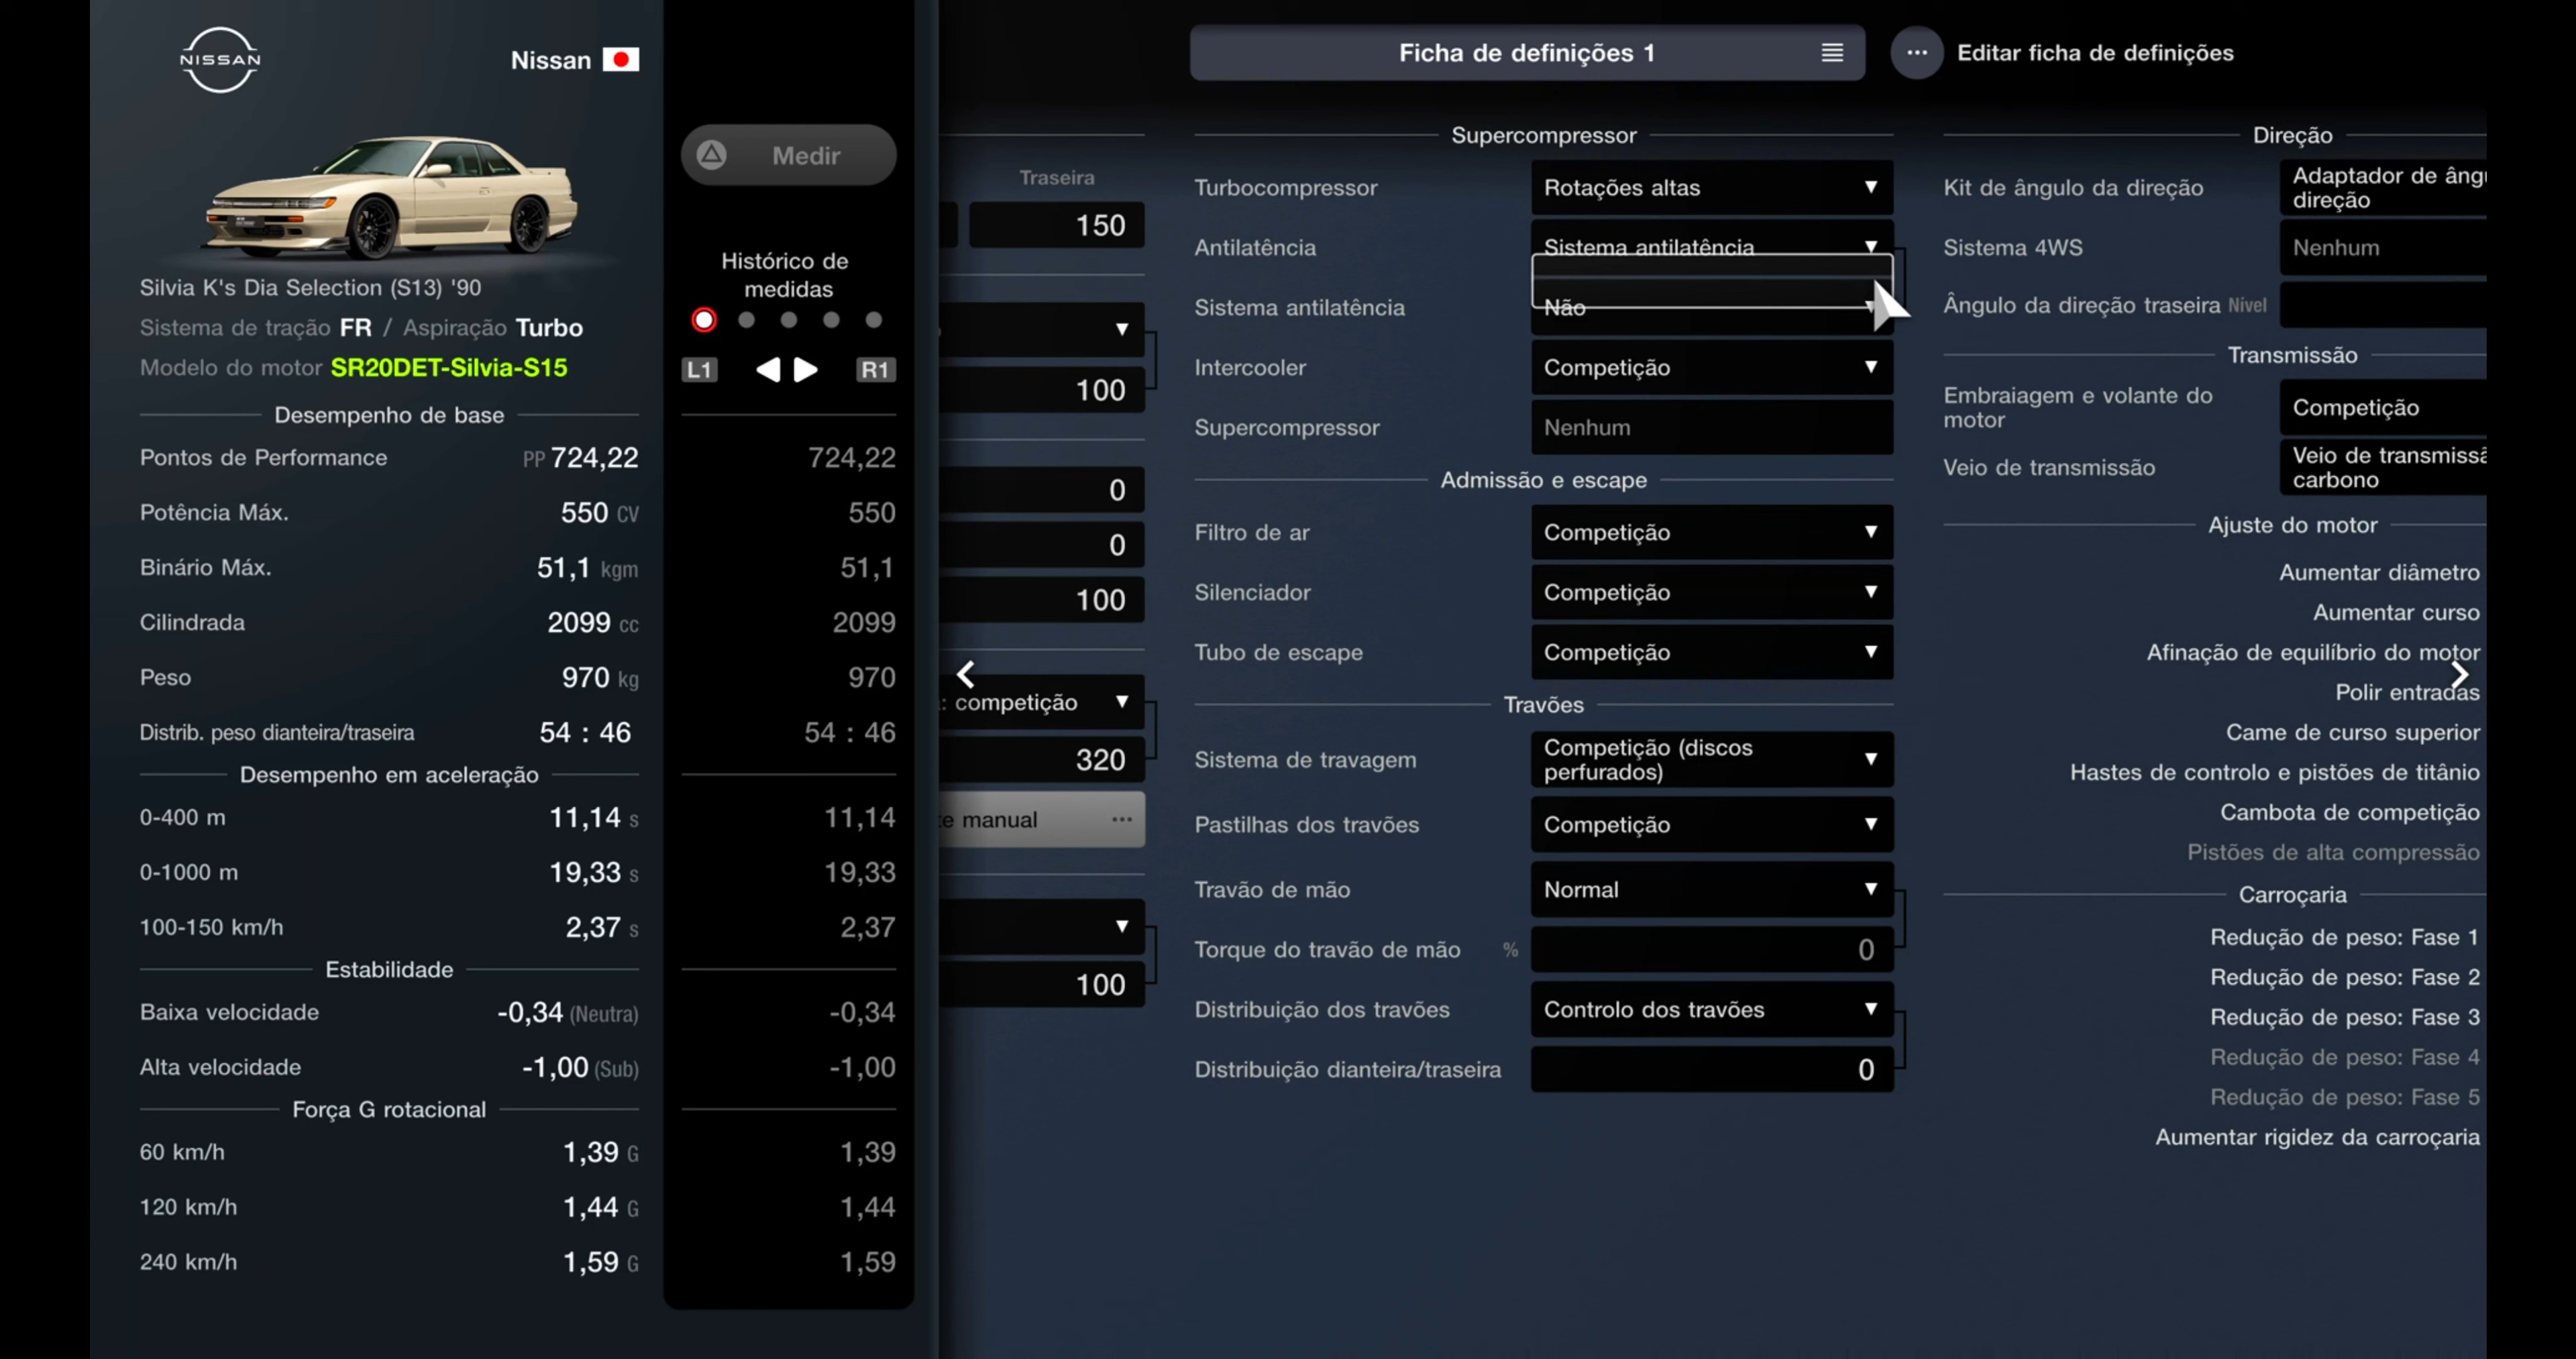 NISSAN
Nissan
Silvia K's Dia Selection (S13) '90
Sistema de tração FR / Aspiração Turbo
Modelo do motor SR20DET-Silvia-S15
Desempenho de base
Pontos de Performance PP 724,22
Potência Máx. 550 CV
Binário Máx. 51,1 kgm
Cilindrada 2099 cc
Peso 970 kg
Distrib. peso dianteira/traseira 54 : 46
Desempenho em aceleração
0-400 m 11,14 s
0-1000 m 19,33 s
100-150 km/h 2,37 s
Estabilidade
Baixa velocidade -0,34 (Neutra)
Alta velocidade -1,00 (Sub)
Força G rotacional
60 km/h 1,39 G
120 km/h 1,44 G
240 km/h 1,59 G
Medir
Histórico de
medidas
L1 R1
724,22
550
51,1
2099
970
54 : 46
11,14
19,33
2,37
-0,34
-1,00
1,39
1,44
1,59
Traseira
150
100
0
0
100
: competição
320
te manual
100
Ficha de definições 1
Editar ficha de definições
Supercompressor
Turbocompressor Rotações altas
Antilatência Sistema antilatência
Sistema antilatência Não
Intercooler Competição
Supercompressor Nenhum
Admissão e escape
Filtro de ar Competição
Silenciador Competição
Tubo de escape Competição
Travões
Sistema de travagem Competição (discos
perfurados)
Pastilhas dos travões Competição
Travão de mão Normal
Torque do travão de mão % 0
Distribuição dos travões Controlo dos travões
Distribuição dianteira/traseira 0
Direção
Kit de ângulo da direção Adaptador de âng
direção
Sistema 4WS Nenhum
Ângulo da direção traseira Nível
Transmissão
Embraiagem e volante do
motor Competição
Veio de transmissão Veio de transmiss
carbono
Ajuste do motor
Aumentar diâmetro
Aumentar curso
Afinação de equilíbrio do motor
Polir entradas
Came de curso superior
Hastes de controlo e pistões de titânio
Cambota de competição
Pistões de alta compressão
Carroçaria
Redução de peso: Fase 1
Redução de peso: Fase 2
Redução de peso: Fase 3
Redução de peso: Fase 4
Redução de peso: Fase 5
Aumentar rigidez da carroçaria